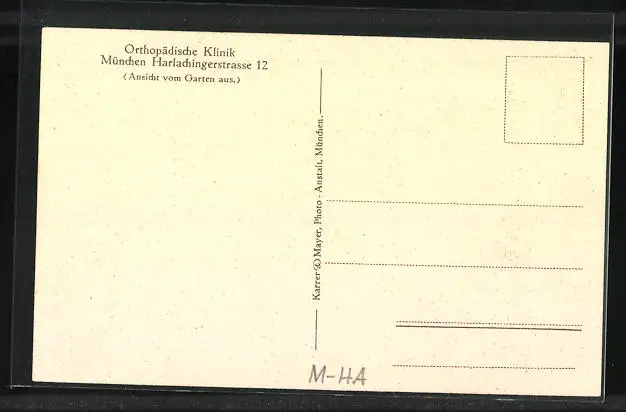 Orthopädische Klinik
München Harlachingerstrasse 12
(Ansicht vom Garten aus.)
Karrer & Mayer, Photo-Anstalt, München.
M-HA